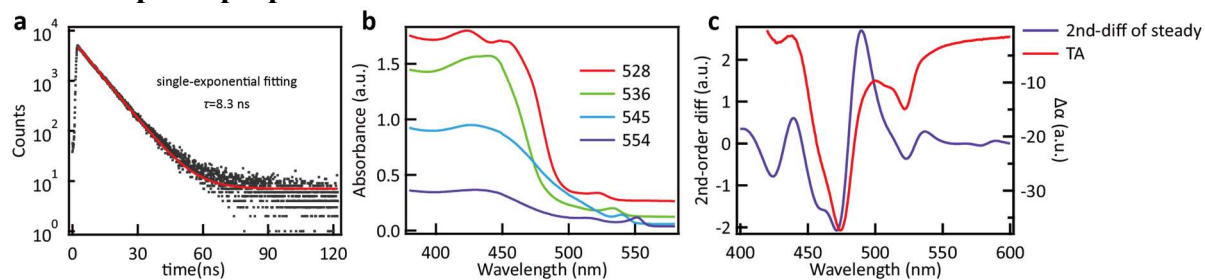 a
10⁴
10³
10²
10¹
10⁰
Counts
single-exponential fitting
τ=8.3 ns
0 30 60 90 120
time(ns)
b
1.5
1.0
0.5
0.0
Absorbance (a.u.)
528
536
545
554
400 450 500 550
Wavelength (nm)
c
2
1
0
-1
-2
2nd-order diff (a.u.)
-10
-20
-30
Δα (a.u.)
400 450 500 550 600
Wavelength (nm)
2nd-diff of steady
TA